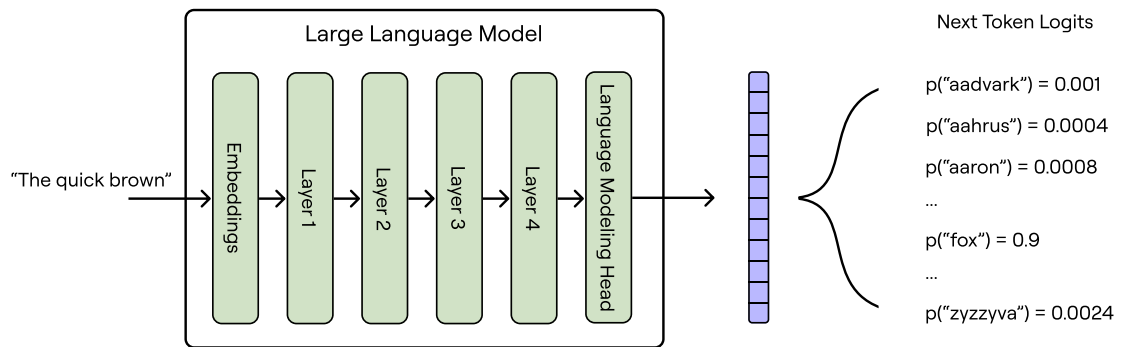 Large Language Model
Next Token Logits
"The quick brown"
Embeddings
Layer 1
Layer 2
Layer 3
Layer 4
Language Modeling Head
p("aadvark") = 0.001
p("aahrus") = 0.0004
p("aaron") = 0.0008
...
p("fox") = 0.9
...
p("zyzzyva") = 0.0024